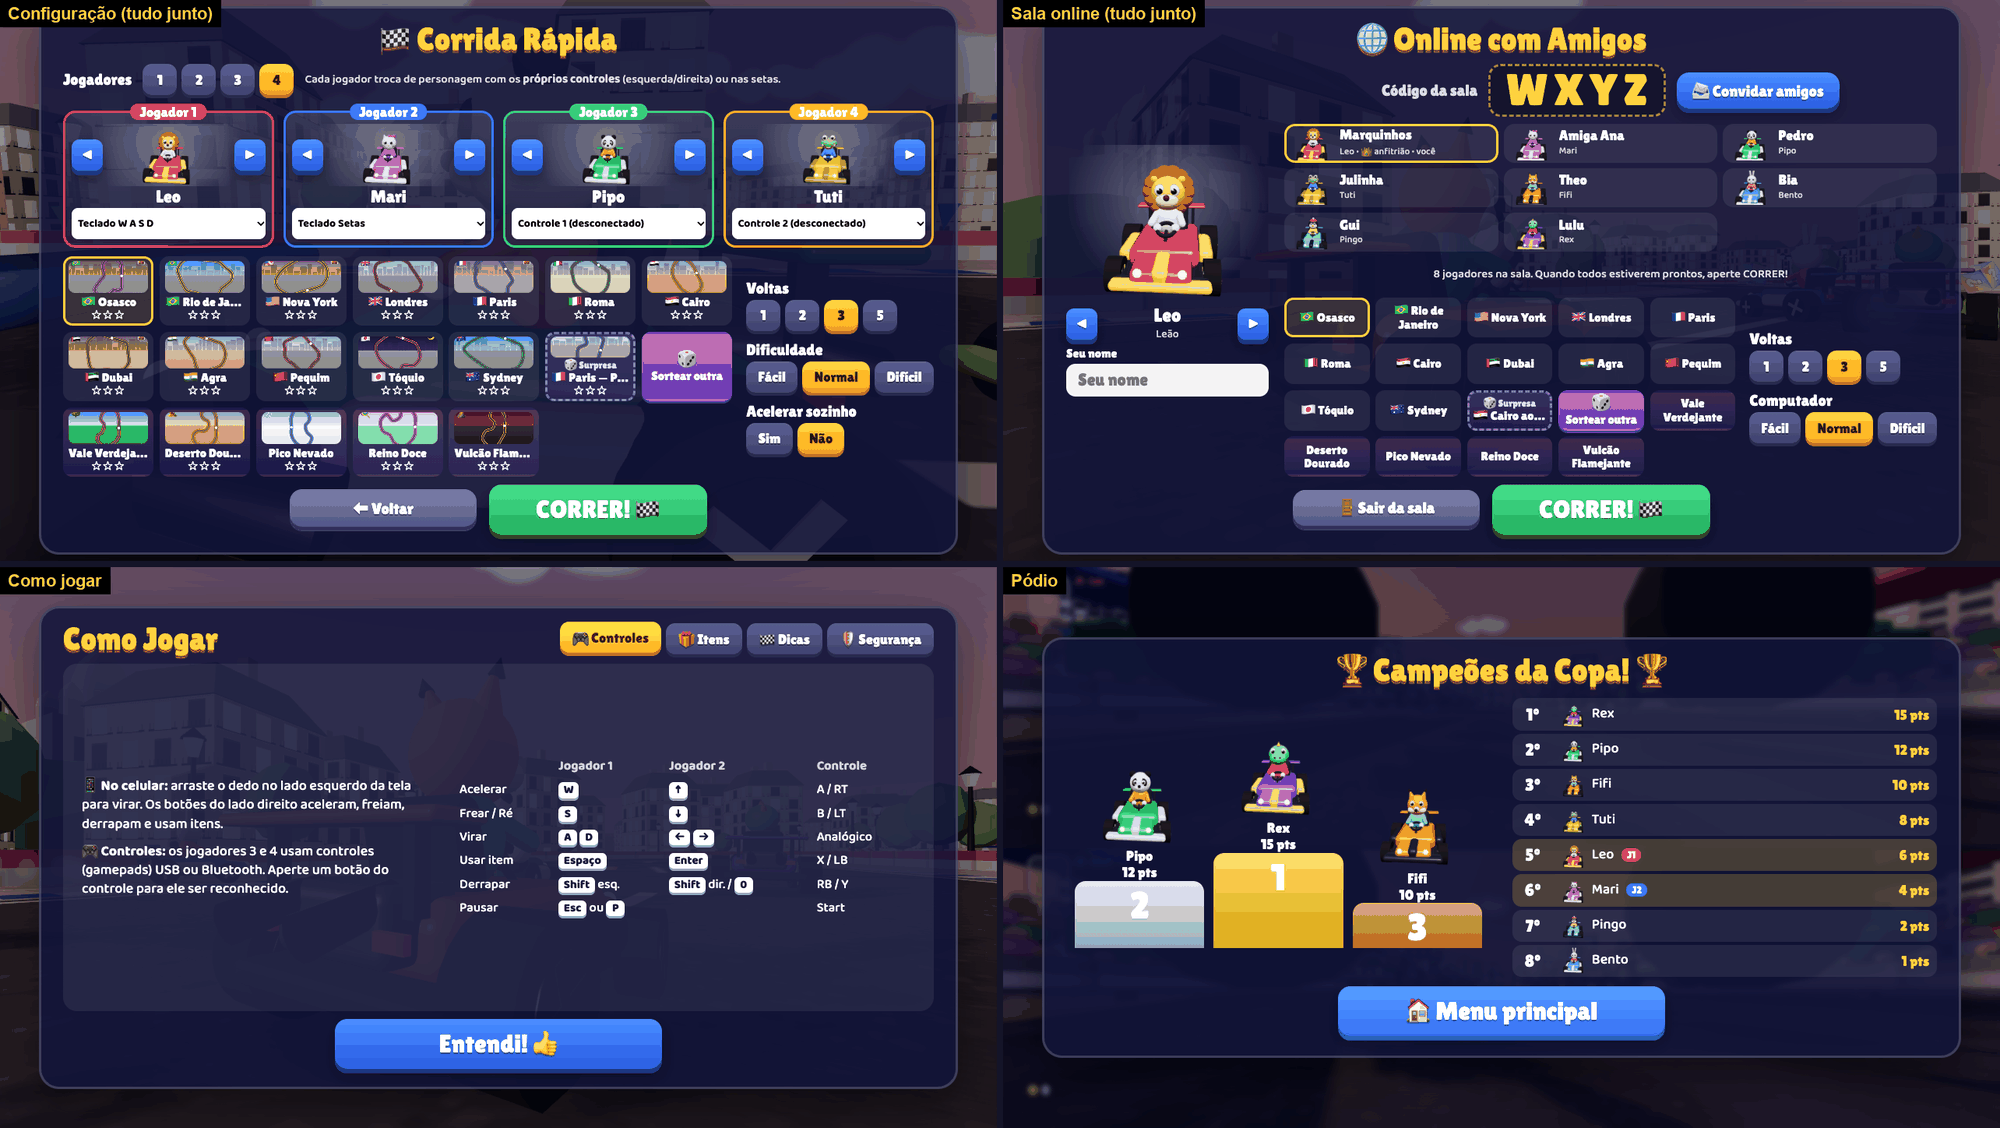 Configuração (tudo junto)
Corrida Rápida
Jogadores 1 2 3 4 Cada jogador troca de personagem com os próprios controles (esquerda/direita) ou nas setas.
Jogador 1 Jogador 2 Jogador 3 Jogador 4
Leo Mari Pipo Tuti
Teclado W A S D Teclado Setas Controle 1 (desconectado) Controle 2 (desconectado)
Osasco Rio de Ja... Nova York Londres Paris Roma Cairo
Dubai Agra Pequim Tóquio Sydney Surpresa Paris – P... Sortear outra
Vale Verdeja... Deserto Dou... Pico Nevado Reino Doce Vulcão Flam...
Voltas
1 2 3 5
Dificuldade
Fácil Normal Difícil
Acelerar sozinho
Sim Não
Voltar CORRER!
Sala online (tudo junto)
Online com Amigos
Código da sala WXYZ Convidar amigos
Marquinhos Amiga Ana Pedro
Leo • anfitrião • você Mari Pipo
Julinha Theo Bia
Tuti Fifi Bento
Gui Lulu
Pingo Rex
8 jogadores na sala. Quando todos estiverem prontos, aperte CORRER!
Leo
Leão
Seu nome
Seu nome
Osasco Rio de Janeiro Nova York Londres Paris
Roma Cairo Dubai Agra Pequim
Tóquio Sydney Surpresa Cairo ao... Sortear outra Vale Verdejante
Deserto Dourado Pico Nevado Reino Doce Vulcão Flamejante
Voltas
1 2 3 5
Computador
Fácil Normal Difícil
Sair da sala CORRER!
Como jogar
Como Jogar
Controles Itens Dicas Segurança
No celular: arraste o dedo no lado esquerdo da tela
para virar. Os botões do lado direito aceleram, freiam,
derrapam e usam itens.
Controles: os jogadores 3 e 4 usam controles
(gamepads) USB ou Bluetooth. Aperte um botão do
controle para ele ser reconhecido.
Jogador 1 Jogador 2 Controle
Acelerar W ↑ A / RT
Frear / Ré S ↓ B / LT
Virar A D ← → Analógico
Usar item Espaço Enter X / LB
Derrapar Shift esq. Shift dir. / 0 RB / Y
Pausar Esc ou P Start
Entendi!
Pódio
Campeões da Copa!
Pipo
12 pts
2
Rex
15 pts
1
Fifi
10 pts
3
1º Rex 15 pts
2º Pipo 12 pts
3º Fifi 10 pts
4º Tuti 8 pts
5º Leo J1 6 pts
6º Mari J2 4 pts
7º Pingo 2 pts
8º Bento 1 pts
Menu principal